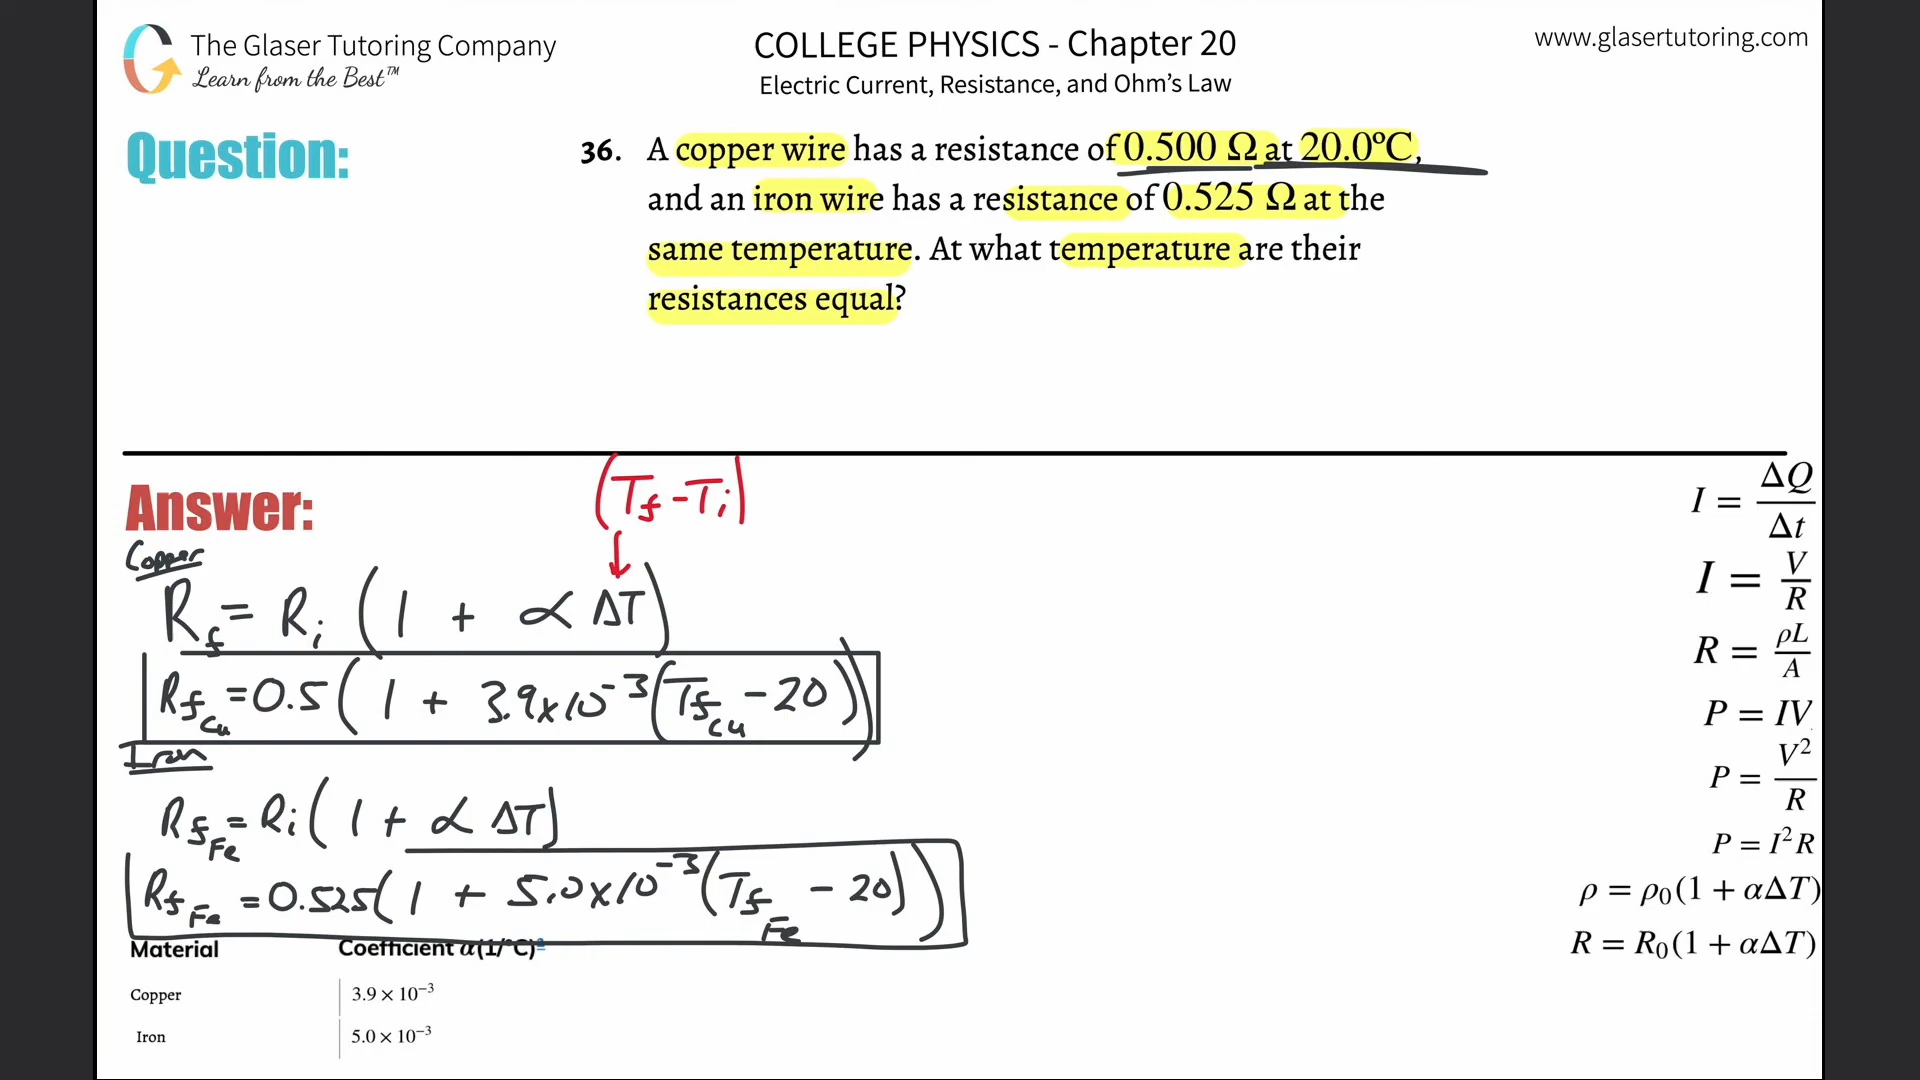 The Glaser Tutoring Company
Learn from the Best™
COLLEGE PHYSICS - Chapter 20
Electric Current, Resistance, and Ohm's Law
www.glasertutoring.com
Question:
36. A copper wire has a resistance of 0.500 Ω at 20.0ºC,
and an iron wire has a resistance of 0.525 Ω at the
same temperature. At what temperature are their
resistances equal?
Answer:
(Tf - Ti)
Copper
Rf = Ri (1 + α ΔT)
RfCu = 0.5 (1 + 3.9x10⁻³ (TfCu - 20))
Iron
RfFe = Ri (1 + α ΔT)
RfFe = 0.525 (1 + 5.0x10⁻³ (TfFe - 20))
Material Coefficient α(1/°C)²
Copper 3.9 × 10⁻³
Iron 5.0 × 10⁻³
I = ΔQ/Δt
I = V/R
R = ρL/A
P = IV
P = V²/R
P = I²R
ρ = ρ₀(1 + αΔT)
R = R₀(1 + αΔT)